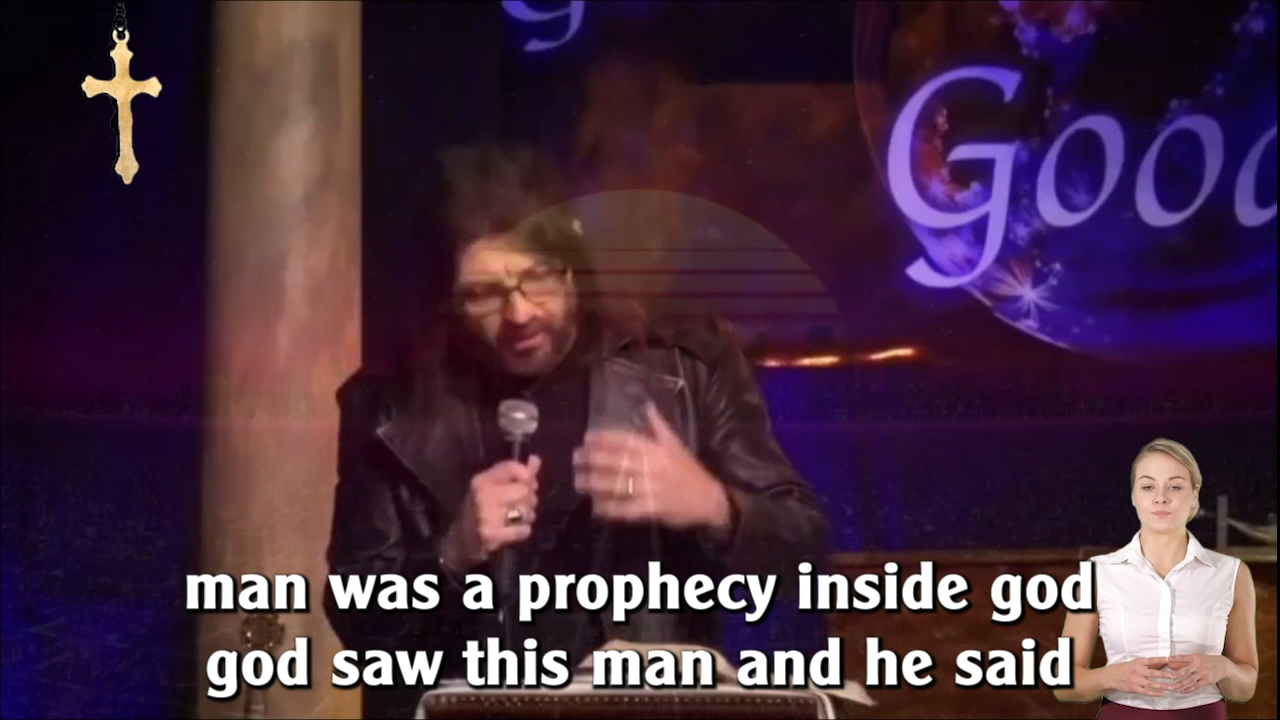 G
Good
man was a prophecy inside god
god saw this man and he said